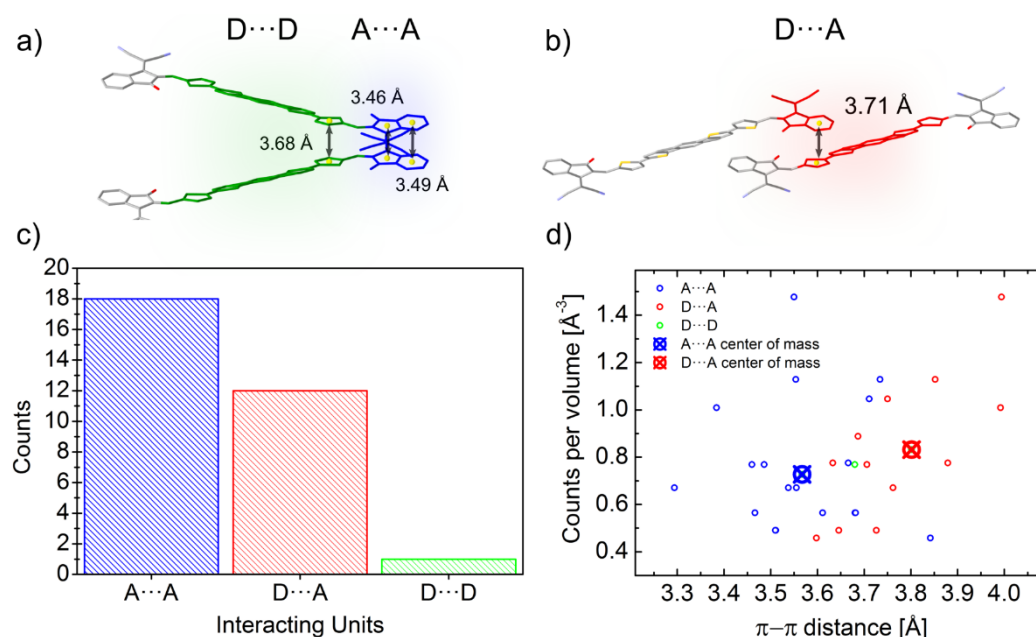 a)
D···D
A···A
3.46 Å
3.68 Å
3.49 Å
b)
D···A
3.71 Å
c)
Counts
20
18
16
14
12
10
8
6
4
2
0
A···A
D···A
D···D
Interacting Units
d)
Counts per volume [Å⁻³]
1.4
1.2
1.0
0.8
0.6
0.4
A···A
D···A
D···D
A···A center of mass
D···A center of mass
3.3 3.4 3.5 3.6 3.7 3.8 3.9 4.0
π−π distance [Å]